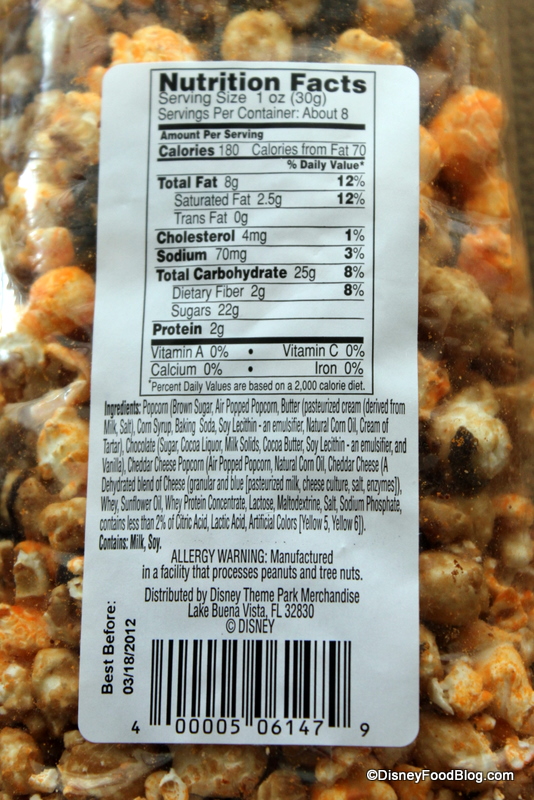 Nutrition Facts
Serving Size 1 oz (30g)
Servings Per Container: About 8
Amount Per Serving
Calories 180 Calories from Fat 70
% Daily Value*
Total Fat 8g 12%
Saturated Fat 2.5g 12%
Trans Fat 0g
Cholesterol 4mg 1%
Sodium 70mg 3%
Total Carbohydrate 25g 8%
Dietary Fiber 2g 8%
Sugars 22g
Protein 2g
Vitamin A 0% • Vitamin C 0%
Calcium 0% • Iron 0%
*Percent Daily Values are based on a 2,000 calorie diet.
Ingredients: Popcorn (Brown Sugar, Air Popped Popcorn, Butter (pasteurized cream (derived from
Milk, Salt), Corn Syrup, Baking Soda, Soy Lecithin - an emulsifier, Natural Corn Oil, Cream of
Tartar), Chocolate (Sugar, Cocoa Liquor, Milk Solids, Cocoa Butter, Soy Lecithin - an emulsifier, and
Vanilla), Cheddar Cheese Popcorn (Air Popped Popcorn, Natural Corn Oil, Cheddar Cheese (A
Dehydrated blend of Cheese (granular and blue [pasteurized milk, cheese culture, salt, enzymes]),
Whey, Sunflower Oil, Whey Protein Concentrate, Lactose, Maltodextrine, Salt, Sodium Phosphate,
contains less than 2% of Citric Acid, Lactic Acid, Artificial Colors [Yellow 5, Yellow 6]).
Contains: Milk, Soy.
ALLERGY WARNING: Manufactured
in a facility that processes peanuts and tree nuts.
Distributed by Disney Theme Park Merchandise
Lake Buena Vista, FL 32830
© DISNEY
Best Before:
03/18/2012
4 00005 06147 9
©DisneyFoodBlog.com